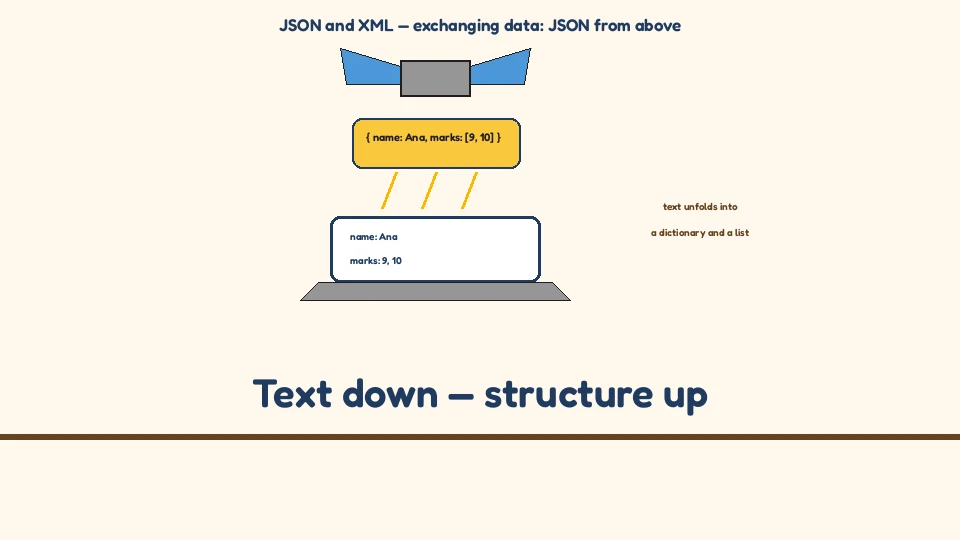 JSON and XML — exchanging data: JSON from above
{ name: Ana, marks: [9, 10] }
text unfolds into
a dictionary and a list
name: Ana
marks: 9, 10
Text down — structure up